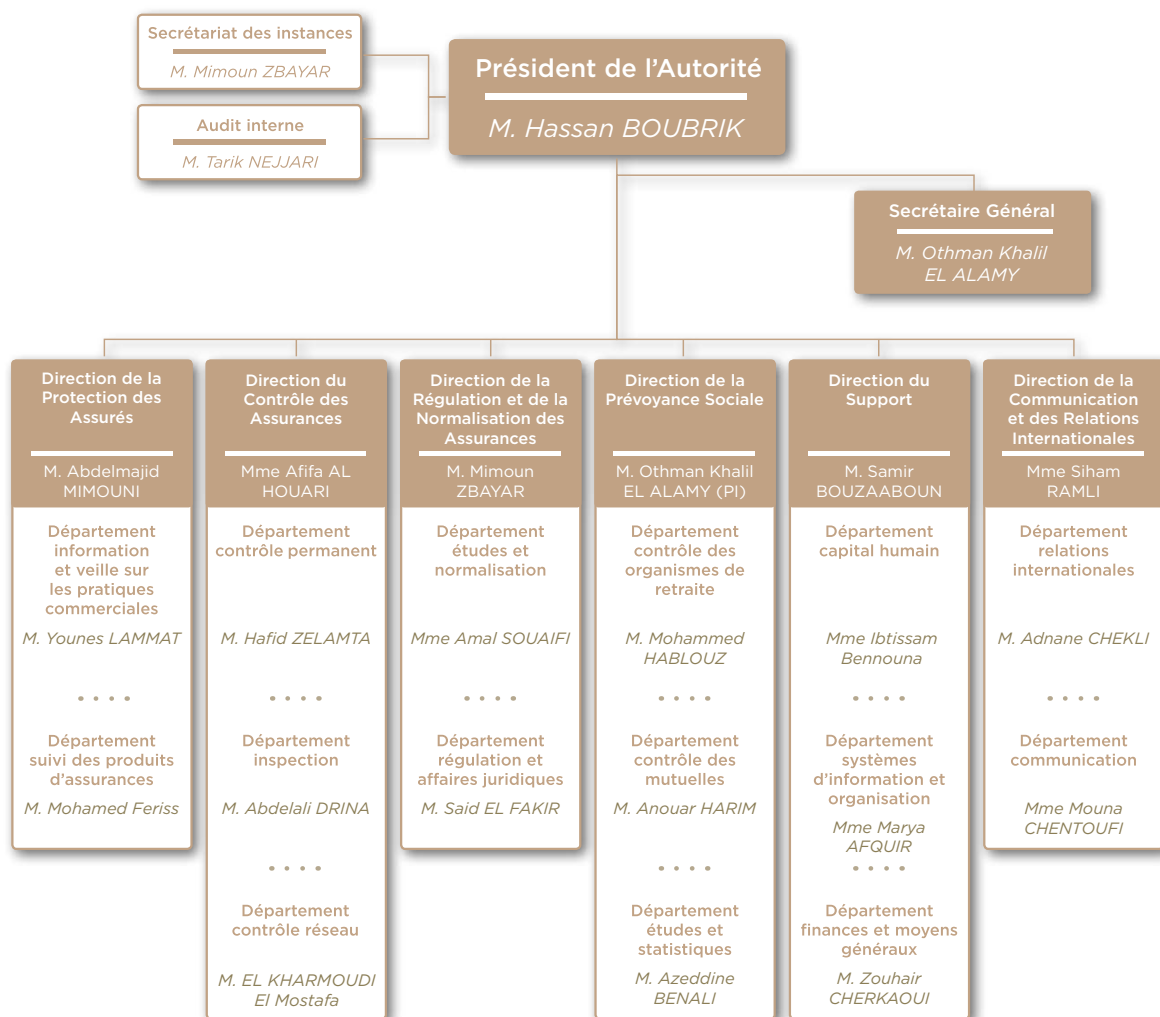 Secrétariat des instances
M. Mimoun ZBAYAR
Audit interne
M. Tarik NEJJARI
Président de l’Autorité
M. Hassan BOUBRIK
Secrétaire Général
M. Othman Khalil
EL ALAMY
Direction de la
Protection des
Assurés
M. Abdelmajid
MIMOUNI
Département
information
et veille sur
les pratiques
commerciales
M. Younes LAMMAT
Département
suivi des produits
d’assurances
M. Mohamed Feriss
Direction du
Contrôle des
Assurances
Mme Afifa AL
HOUARI
Département
contrôle permanent
M. Hafid ZELAMTA
Département
inspection
M. Abdelali DRINA
Département
contrôle réseau
M. EL KHARMOUDI
El Mostafa
Direction de la
Régulation et de la
Normalisation des
Assurances
M. Mimoun
ZBAYAR
Département
études et
normalisation
Mme Amal SOUAIFI
Département
régulation et
affaires juridiques
M. Said EL FAKIR
Direction de la
Prévoyance Sociale
M. Othman Khalil
EL ALAMY (PI)
Département
contrôle des
organismes de
retraite
M. Mohammed
HABLOUZ
Département
contrôle des
mutuelles
M. Anouar HARIM
Département
études et
statistiques
M. Azeddine
BENALI
Direction du
Support
M. Samir
BOUZAABOUN
Département
capital humain
Mme Ibtissam
Bennouna
Département
systèmes
d’information et
organisation
Mme Marya
AFQUIR
Département
finances et moyens
généraux
M. Zouhair
CHERKAOUI
Direction de la
Communication
et des Relations
Internationales
Mme Siham
RAMLI
Département
relations
internationales
M. Adnane CHEKLI
Département
communication
Mme Mouna
CHENTOUFI